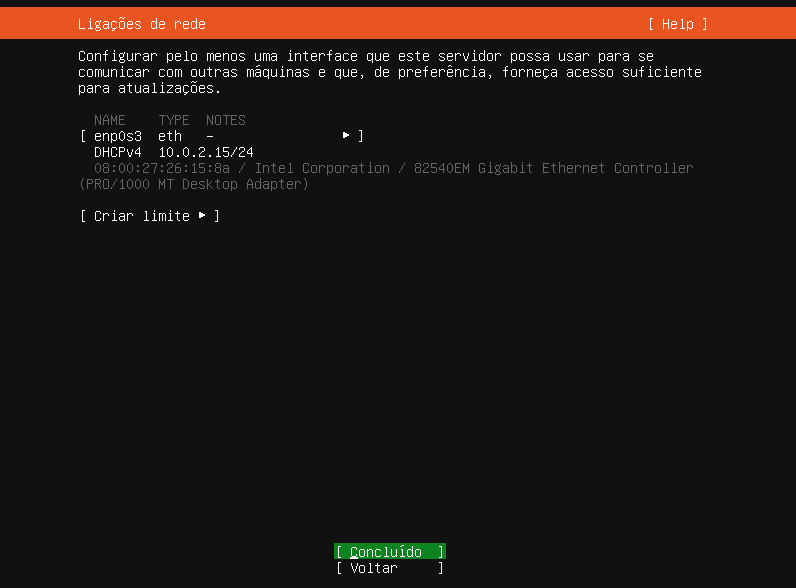 Ligações de rede [ Help ]
Configurar pelo menos uma interface que este servidor possa usar para se
comunicar com outras máquinas e que, de preferência, forneça acesso suficiente
para atualizações.
NAME TYPE NOTES
[ enp0s3 eth – ▸ ]
DHCPv4 10.0.2.15/24
08:00:27:26:15:8a / Intel Corporation / 82540EM Gigabit Ethernet Controller
(PRO/1000 MT Desktop Adapter)
[ Criar limite ▸ ]
[ Concluído ]
[ Voltar ]